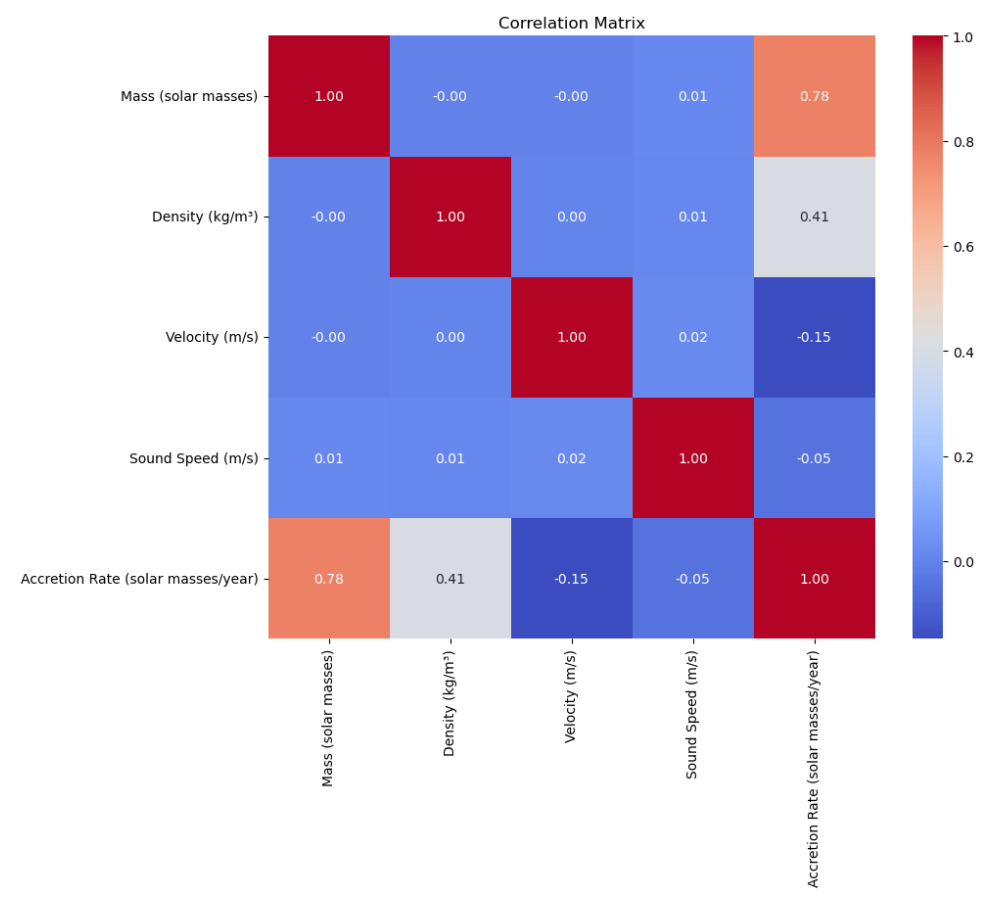 Correlation Matrix
Mass (solar masses) 1.00 -0.00 -0.00 0.01 0.78
Density (kg/m³) -0.00 1.00 0.00 0.01 0.41
Velocity (m/s) -0.00 0.00 1.00 0.02 -0.15
Sound Speed (m/s) 0.01 0.01 0.02 1.00 -0.05
Accretion Rate (solar masses/year) 0.78 0.41 -0.15 -0.05 1.00
Mass (solar masses)
Density (kg/m³)
Velocity (m/s)
Sound Speed (m/s)
Accretion Rate (solar masses/year)
1.0
0.8
0.6
0.4
0.2
0.0